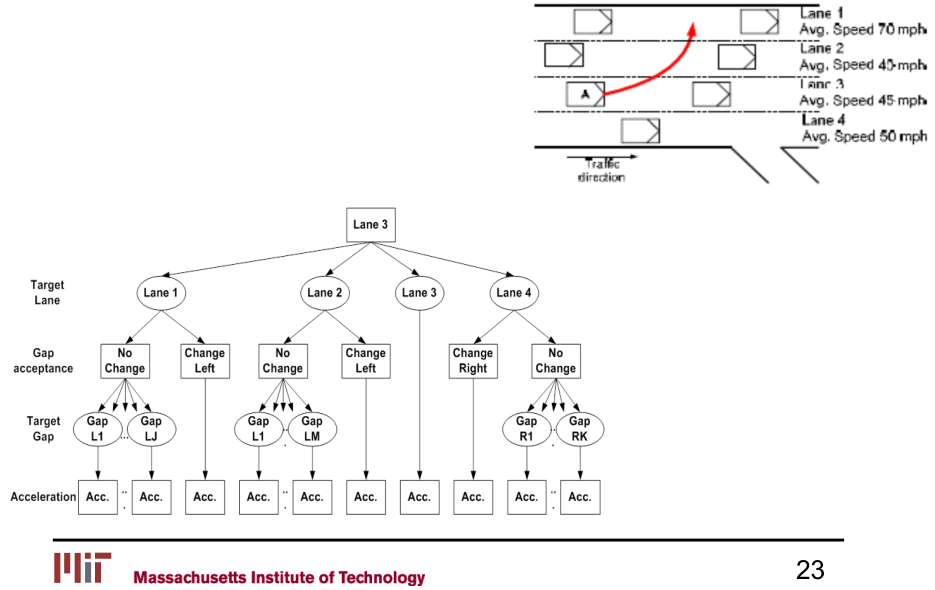 Lane 1
Avg. Speed 70 mph
Lane 2
Avg. Speed 40 mph
A
Lane 3
Avg. Speed 45 mph
Lane 4
Avg. Speed 50 mph
Traffic
direction
Lane 3
Target
Lane
Lane 1
Lane 2
Lane 3
Lane 4
Gap
acceptance
No
Change
Change
Left
No
Change
Change
Left
Change
Right
No
Change
Target
Gap
Gap
L1
...
Gap
LJ
Gap
L1
...
Gap
LM
Gap
R1
...
Gap
RK
Acceleration
Acc.
...
Acc.
Acc.
Acc.
...
Acc.
Acc.
Acc.
Acc.
Acc.
...
Acc.
MIT
Massachusetts Institute of Technology
23